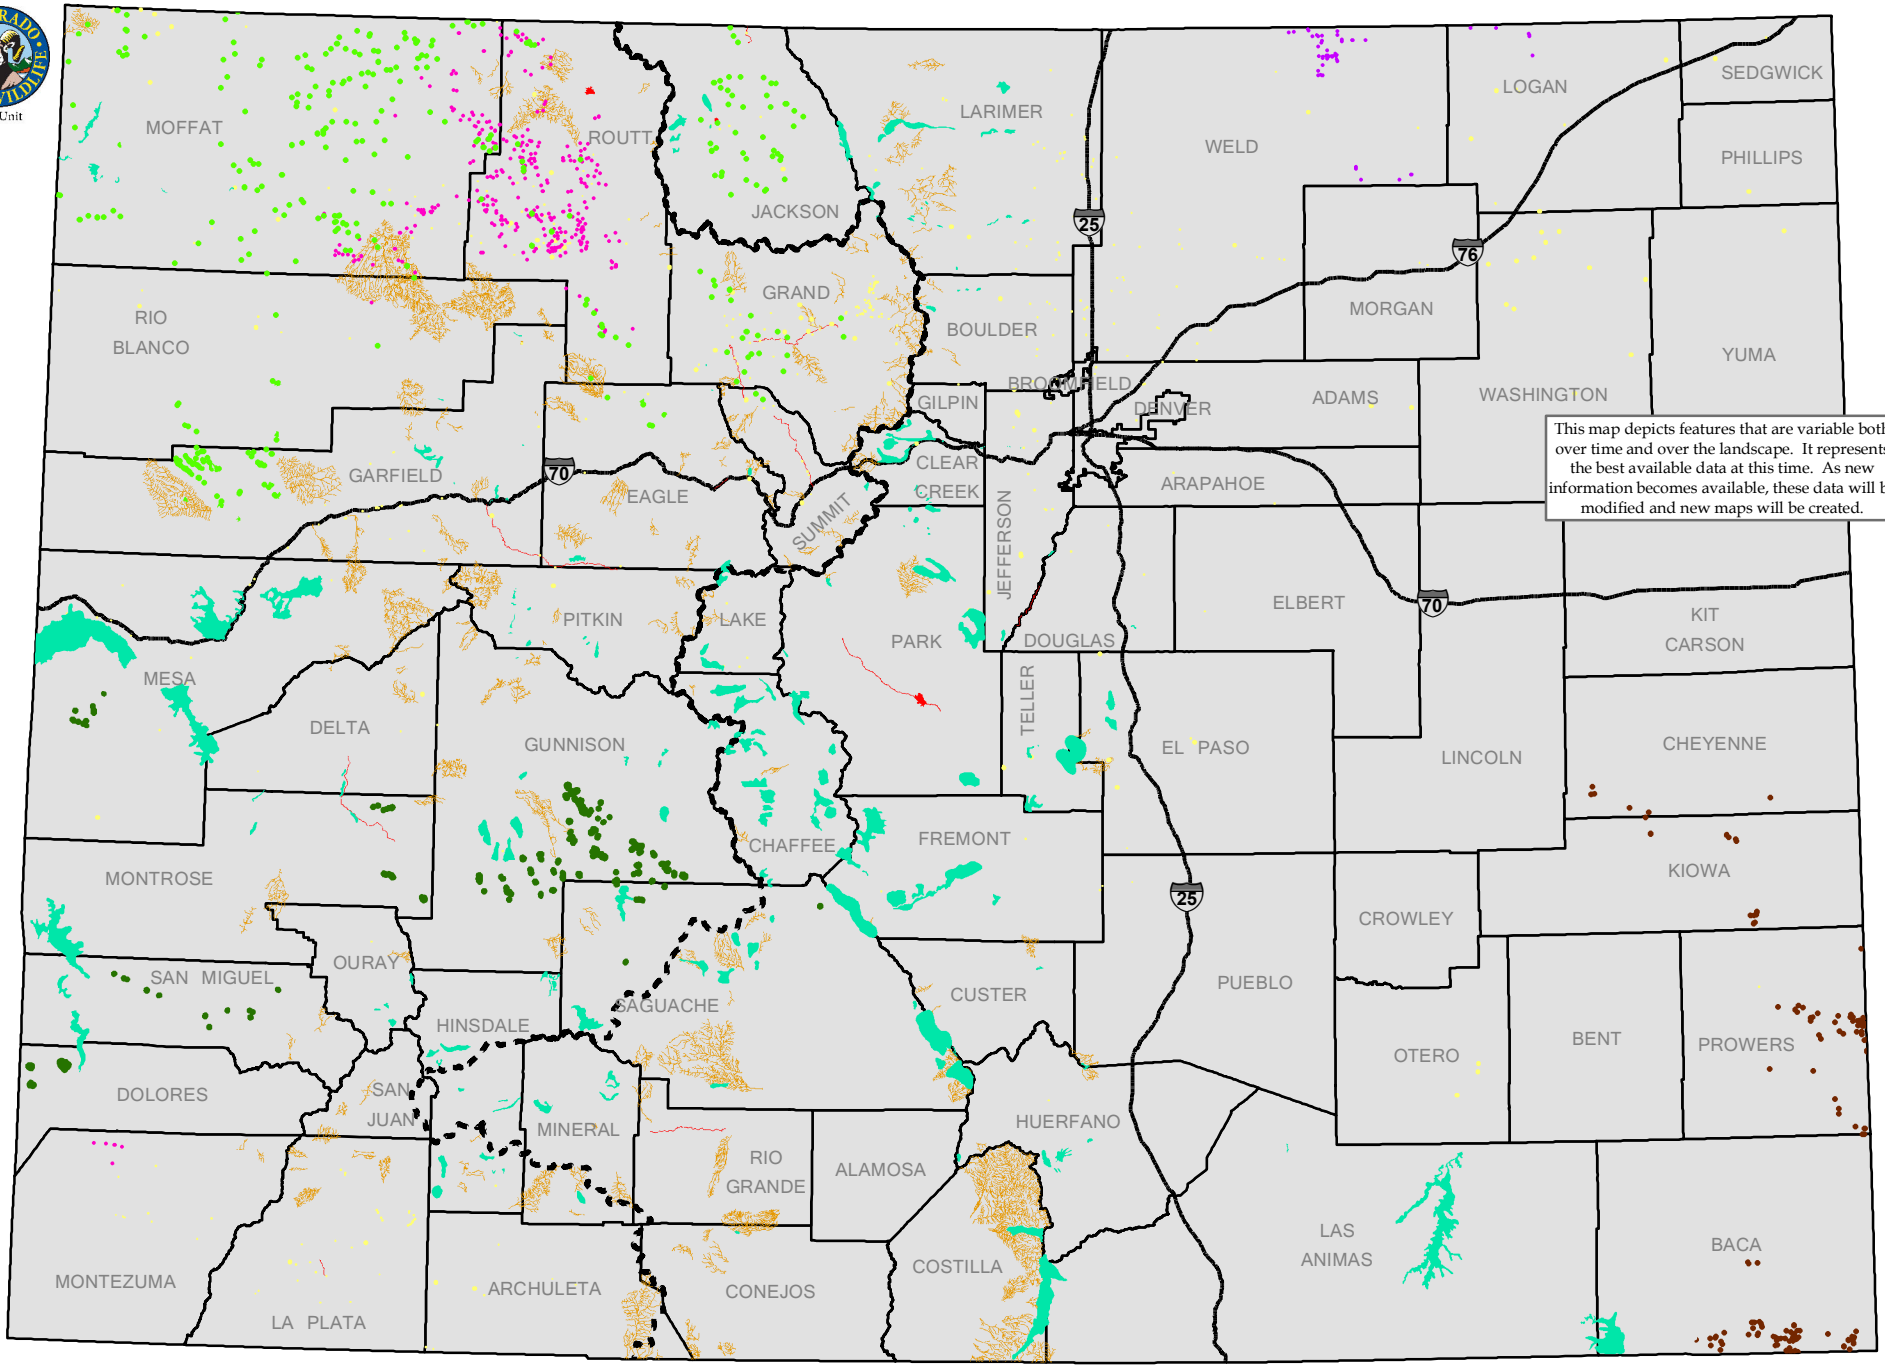 RADO
WILDLIFE
Unit
MOFFAT
ROUTT
JACKSON
LARIMER
WELD
LOGAN
SEDGWICK
PHILLIPS
25
76
RIO
BLANCO
GRAND
BOULDER
MORGAN
YUMA
BROOMFIELD
GILPIN
DENVER
ADAMS
WASHINGTON
This map depicts features that are variable both
over time and over the landscape. It represents
the best available data at this time. As new
information becomes available, these data will b
modified and new maps will be created.
GARFIELD
70
EAGLE
SUMMIT
CLEAR
CREEK
JEFFERSON
ARAPAHOE
PITKIN
LAKE
PARK
DOUGLAS
ELBERT
70
KIT
CARSON
MESA
DELTA
GUNNISON
TELLER
EL PASO
LINCOLN
CHEYENNE
MONTROSE
CHAFFEE
FREMONT
25
CROWLEY
KIOWA
SAN MIGUEL
OURAY
HINSDALE
SAGUACHE
CUSTER
PUEBLO
OTERO
BENT
PROWERS
DOLORES
SAN
JUAN
MINERAL
RIO
GRANDE
ALAMOSA
HUERFANO
MONTEZUMA
LA PLATA
ARCHULETA
CONEJOS
COSTILLA
LAS
ANIMAS
BACA